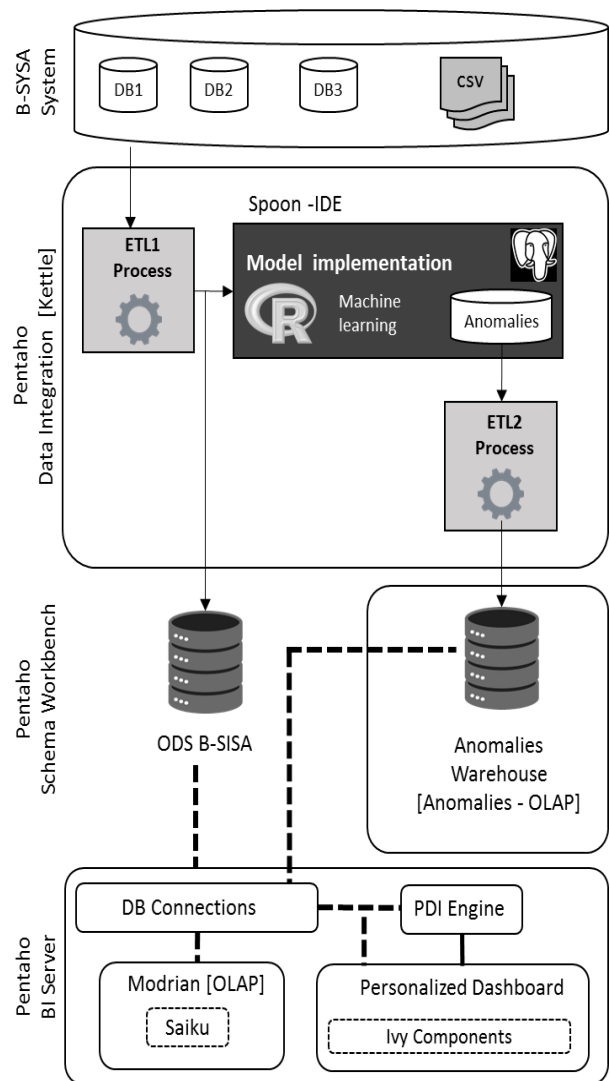 B-SYSA
System
DB1
DB2
DB3
CSV
Pentaho
Data Integration [Kettle]
Spoon -IDE
ETL1
Process
Model implementation
R
Machine
learning
Anomalies
ETL2
Process
Pentaho
Schema Workbench
ODS B-SISA
Anomalies
Warehouse
[Anomalies - OLAP]
Pentaho
BI Server
DB Connections
PDI Engine
Modrian [OLAP]
Saiku
Personalized Dashboard
Ivy Components